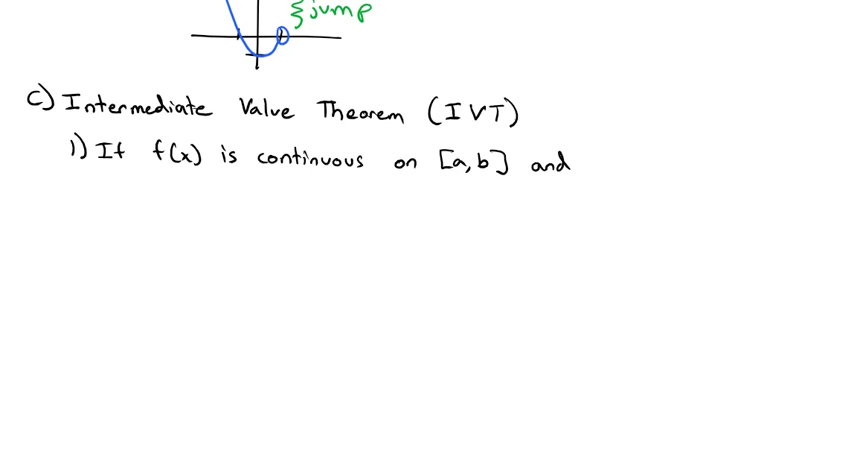 jump
C) Intermediate Value Theorem (IVT)
1) If f(x) is continuous on [a,b] and